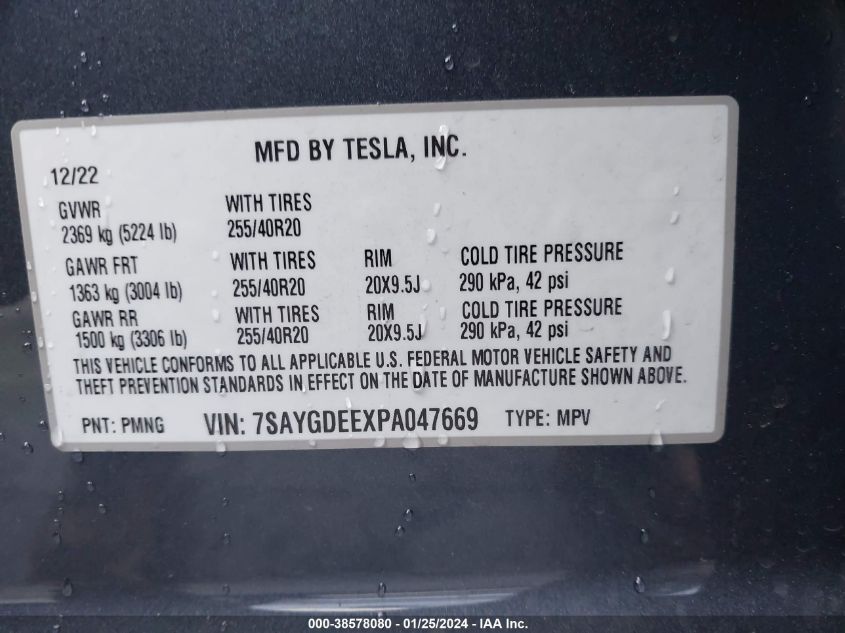 MFD BY TESLA, INC.
12/22
GVWR WITH TIRES
2369 kg (5224 lb) 255/40R20
GAWR FRT WITH TIRES RIM COLD TIRE PRESSURE
1363 kg (3004 lb) 255/40R20 20X9.5J 290 kPa, 42 psi
GAWR RR WITH TIRES RIM COLD TIRE PRESSURE
1500 kg (3306 lb) 255/40R20 20X9.5J 290 kPa, 42 psi
THIS VEHICLE CONFORMS TO ALL APPLICABLE U.S. FEDERAL MOTOR VEHICLE SAFETY AND
THEFT PREVENTION STANDARDS IN EFFECT ON THE DATE OF MANUFACTURE SHOWN ABOVE.
PNT: PMNG VIN: 7SAYGDEEXPA047669 TYPE: MPV
000-38578080 - 01/25/2024 - IAA Inc.